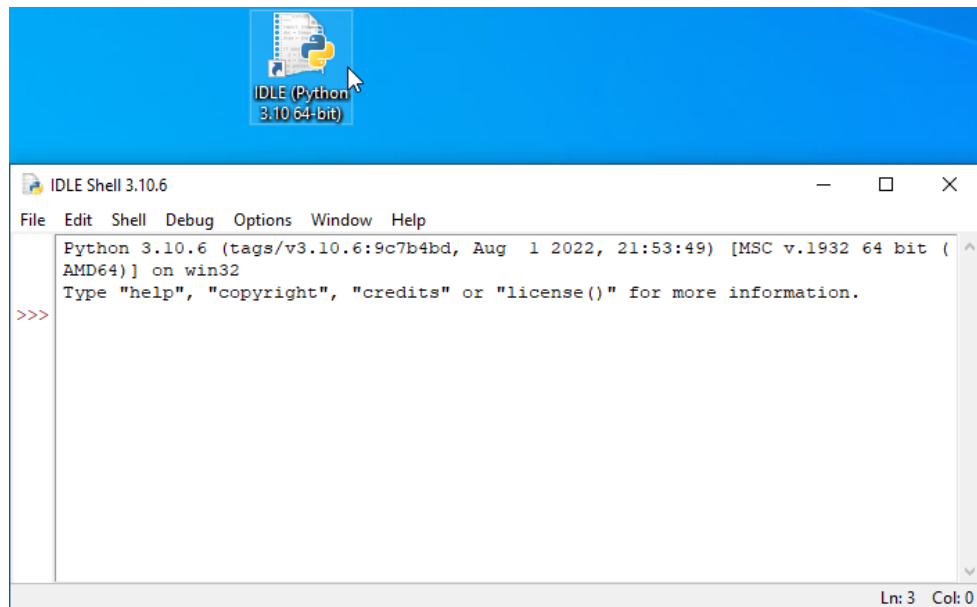 IDLE (Python
3.10 64-bit)
IDLE Shell 3.10.6
File Edit Shell Debug Options Window Help
Python 3.10.6 (tags/v3.10.6:9c7b4bd, Aug  1 2022, 21:53:49) [MSC v.1932 64 bit (
AMD64)] on win32
Type "help", "copyright", "credits" or "license()" for more information.
>>>
Ln: 3 Col: 0